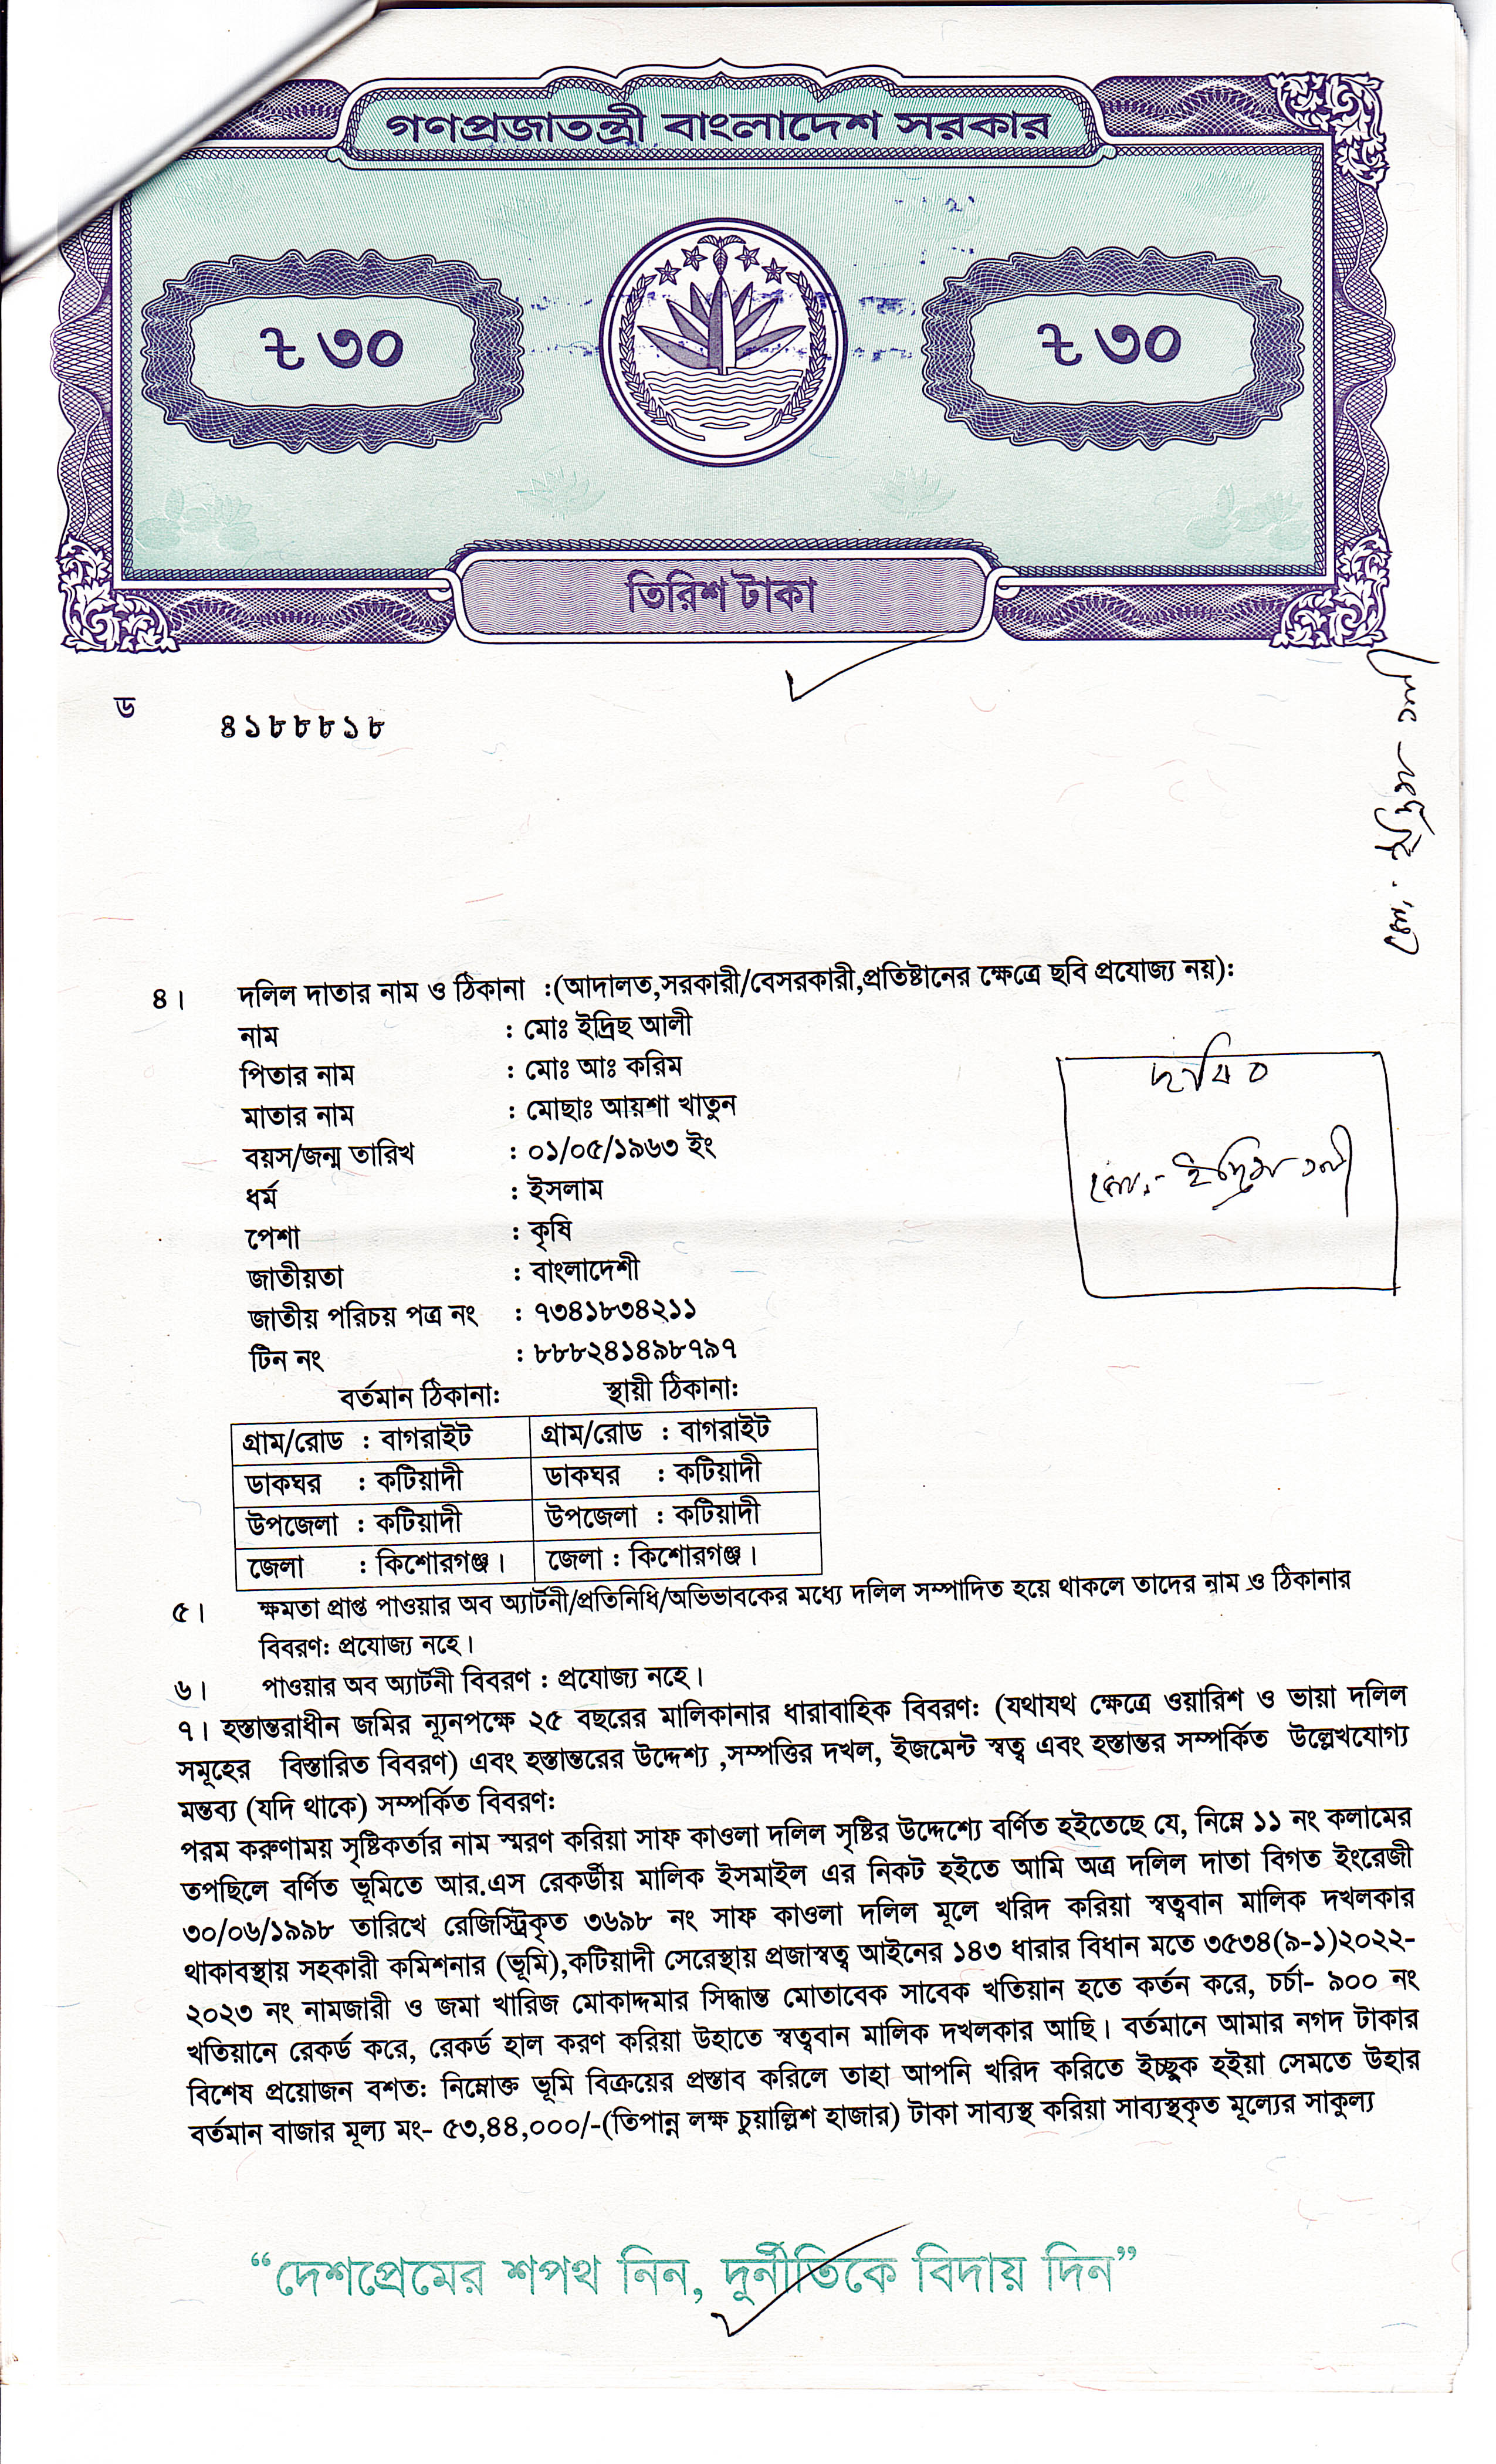 গণপ্রজাতন্ত্রী বাংলাদেশ সরকার
৳ ৩০
৳ ৩০
তিরিশ টাকা
ড
৪১৮৮৮১৮
৪। দলিল দাতার নাম ও ঠিকানা :(আদালত,সরকারী/বেসরকারী,প্রতিষ্টানের ক্ষেত্রে ছবি প্রযোজ্য নয়):
নাম : মোঃ ইদ্রিছ আলী
পিতার নাম : মোঃ আঃ করিম
মাতার নাম : মোছাঃ আয়শা খাতুন
বয়স/জন্ম তারিখ : ০১/০৫/১৯৬৩ ইং
ধর্ম : ইসলাম
পেশা : কৃষি
জাতীয়তা : বাংলাদেশী
জাতীয় পরিচয় পত্র নং : ৭৩৪১৮৩৪২১১
টিন নং : ৮৮৮২৪১৪৯৮৭৯৭
বর্তমান ঠিকানা: স্থায়ী ঠিকানা:
গ্রাম/রোড : বাগরাইট গ্রাম/রোড : বাগরাইট
ডাকঘর : কটিয়াদী ডাকঘর : কটিয়াদী
উপজেলা : কটিয়াদী উপজেলা : কটিয়াদী
জেলা : কিশোরগঞ্জ। জেলা : কিশোরগঞ্জ।
৫। ক্ষমতা প্রাপ্ত পাওয়ার অব অ্যার্টনী/প্রতিনিধি/অভিভাবকের মধ্যে দলিল সম্পাদিত হয়ে থাকলে তাদের নাম ও ঠিকানার
বিবরণ: প্রযোজ্য নহে।
৬। পাওয়ার অব অ্যার্টনী বিবরণ : প্রযোজ্য নহে।
৭। হস্তান্তরাধীন জমির ন্যূনপক্ষে ২৫ বছরের মালিকানার ধারাবাহিক বিবরণ: (যথাযথ ক্ষেত্রে ওয়ারিশ ও ভায়া দলিল
সমূহের বিস্তারিত বিবরণ) এবং হস্তান্তরের উদ্দেশ্য ,সম্পত্তির দখল, ইজমেন্ট স্বত্ব এবং হস্তান্তর সম্পর্কিত উল্লেখযোগ্য
মন্তব্য (যদি থাকে) সম্পর্কিত বিবরণ:
পরম করুণাময় সৃষ্টিকর্তার নাম স্মরণ করিয়া সাফ কাওলা দলিল সৃষ্টির উদ্দেশ্যে বর্ণিত হইতেছে যে, নিম্নে ১১ নং কলামের
তপছিলে বর্ণিত ভূমিতে আর.এস রেকর্ডীয় মালিক ইসমাইল এর নিকট হইতে আমি অত্র দলিল দাতা বিগত ইংরেজী
৩০/০৬/১৯৯৮ তারিখে রেজিস্ট্রিকৃত ৩৬৯৮ নং সাফ কাওলা দলিল মূলে খরিদ করিয়া স্বত্ববান মালিক দখলকার
থাকাবস্থায় সহকারী কমিশনার (ভূমি),কটিয়াদী সেরেস্থায় প্রজাস্বত্ব আইনের ১৪৩ ধারার বিধান মতে ৩৫৩৪(৯-১)২০২২-
২০২৩ নং নামজারী ও জমা খারিজ মোকাদ্দমার সিদ্ধান্ত মোতাবেক সাবেক খতিয়ান হতে কর্তন করে, চর্চা- ৯০০ নং
খতিয়ানে রেকর্ড করে, রেকর্ড হাল করণ করিয়া উহাতে স্বত্ববান মালিক দখলকার আছি। বর্তমানে আমার নগদ টাকার
বিশেষ প্রয়োজন বশত: নিম্নোক্ত ভূমি বিক্রয়ের প্রস্তাব করিলে তাহা আপনি খরিদ করিতে ইচ্ছুক হইয়া সেমতে উহার
বর্তমান বাজার মূল্য মং- ৫৩,৪৪,০০০/-(তিপান্ন লক্ষ চুয়াল্লিশ হাজার) টাকা সাব্যস্থ করিয়া সাব্যস্থকৃত মূল্যের সাকুল্য
“দেশপ্রেমের শপথ নিন, দুর্নীতিকে বিদায় দিন”